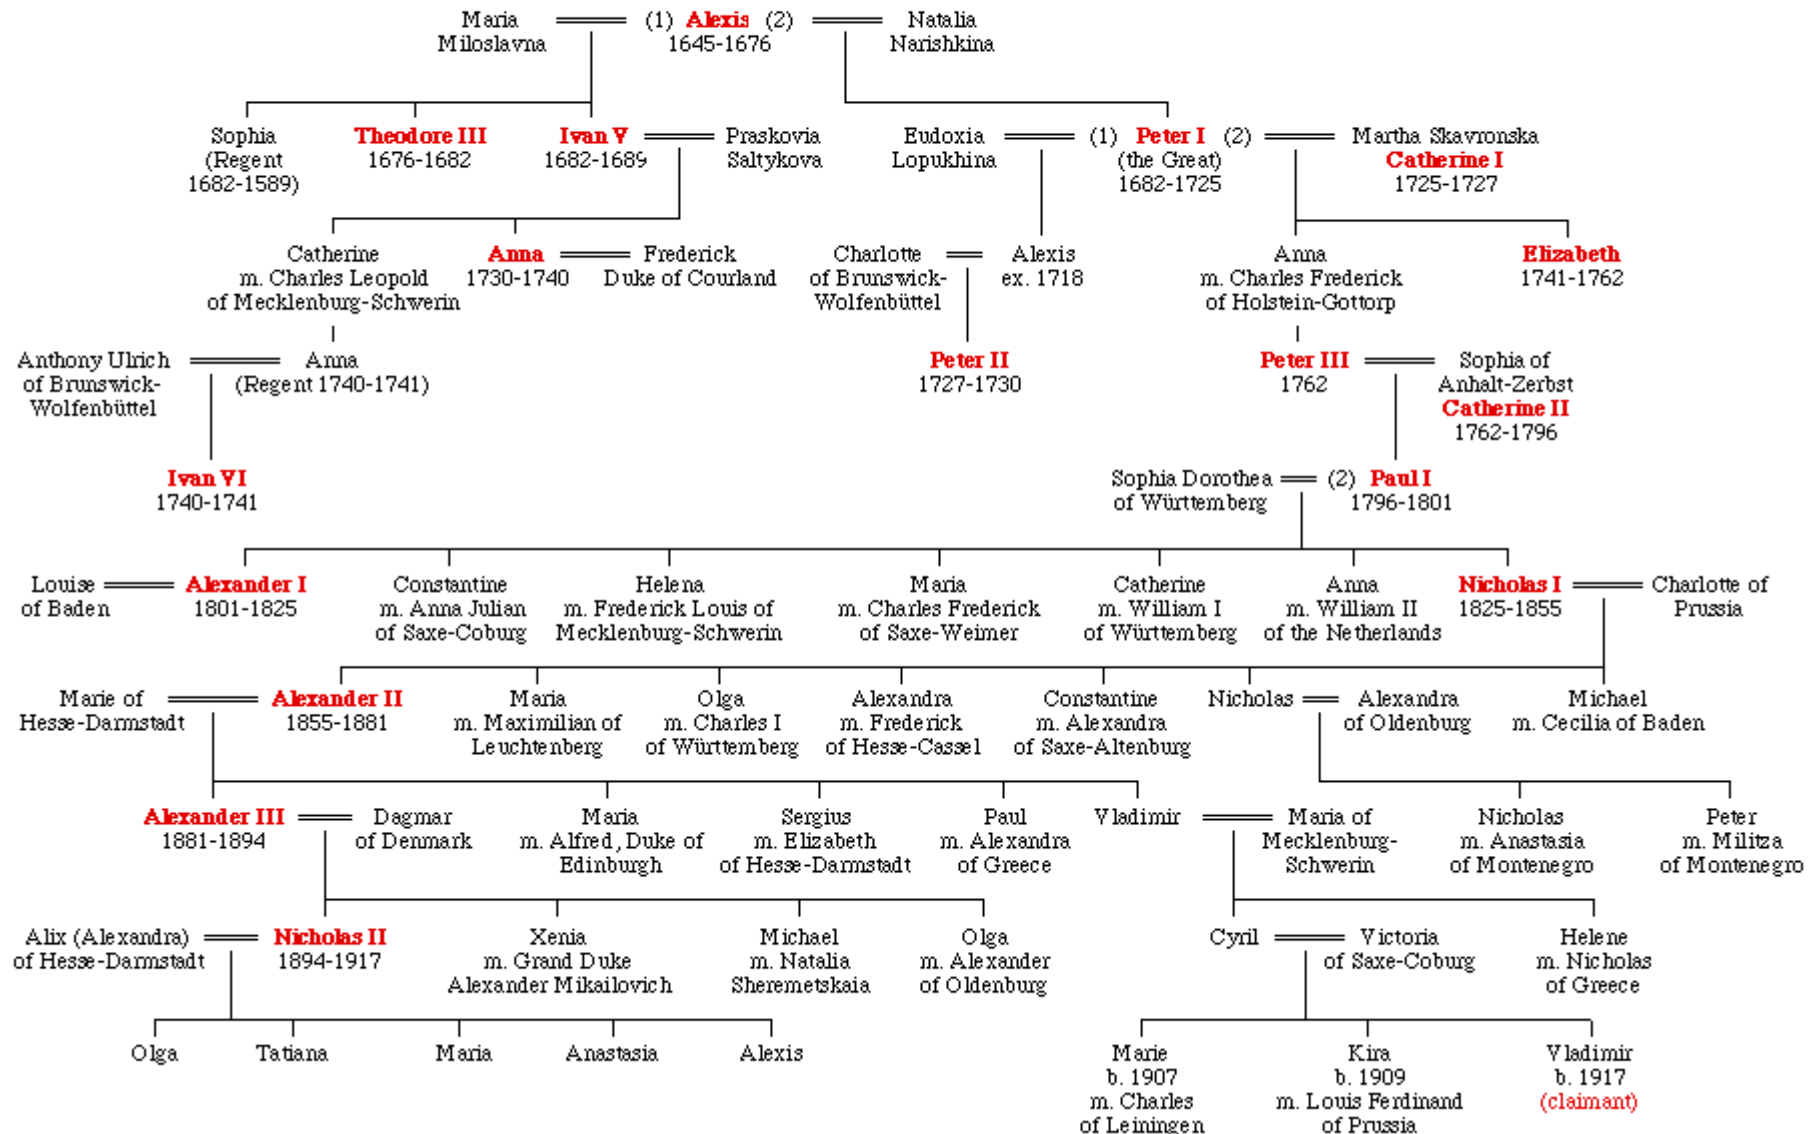 Maria
Miloslavna
(1) Alexis (2)
1645-1676
Natalia
Narishkina
Sophia
(Regent
1682-1589)
Theodore III
1676-1682
Ivan V
1682-1689
Praskovia
Saltykova
Eudoxia
Lopukhina
(1) Peter I (2)
(the Great)
1682-1725
Martha Skavronska
Catherine I
1725-1727
Catherine
m. Charles Leopold
of Mecklenburg-Schwerin
Anna
1730-1740
Frederick
Duke of Courland
Charlotte
of Brunswick-
Wolfenbüttel
Alexis
ex. 1718
Anna
m. Charles Frederick
of Holstein-Gottorp
Elizabeth
1741-1762
Anthony Ulrich
of Brunswick-
Wolfenbüttel
Anna
(Regent 1740-1741)
Peter II
1727-1730
Peter III
1762
Sophia of
Anhalt-Zerbst
Catherine II
1762-1796
Ivan VI
1740-1741
Sophia Dorothea
of Württemberg
(2) Paul I
1796-1801
Louise
of Baden
Alexander I
1801-1825
Constantine
m. Anna Julian
of Saxe-Coburg
Helena
m. Frederick Louis of
Mecklenburg-Schwerin
Maria
m. Charles Frederick
of Saxe-Weimer
Catherine
m. William I
of Württemberg
Anna
m. William II
of the Netherlands
Nicholas I
1825-1855
Charlotte of
Prussia
Marie of
Hesse-Darmstadt
Alexander II
1855-1881
Maria
m. Maximilian of
Leuchtenberg
Olga
m. Charles I
of Württemberg
Alexandra
m. Frederick
of Hesse-Cassel
Constantine
m. Alexandra
of Saxe-Altenburg
Nicholas
Alexandra
of Oldenburg
Michael
m. Cecilia of Baden
Alexander III
1881-1894
Dagmar
of Denmark
Maria
m. Alfred, Duke of
Edinburgh
Sergius
m. Elizabeth
of Hesse-Darmstadt
Paul
m. Alexandra
of Greece
Vladimir
Maria of
Mecklenburg-
Schwerin
Nicholas
m. Anastasia
of Montenegro
Peter
m. Militza
of Montenegro
Alix (Alexandra)
of Hesse-Darmstadt
Nicholas II
1894-1917
Xenia
m. Grand Duke
Alexander Mikailovich
Michael
m. Natalia
Sheremetskaia
Olga
m. Alexander
of Oldenburg
Cyril
Victoria
of Saxe-Coburg
Helene
m. Nicholas
of Greece
Olga
Tatiana
Maria
Anastasia
Alexis
Marie
b. 1907
m. Charles
of Leiningen
Kira
b. 1909
m. Louis Ferdinand
of Prussia
Vladimir
b. 1917
(claimant)